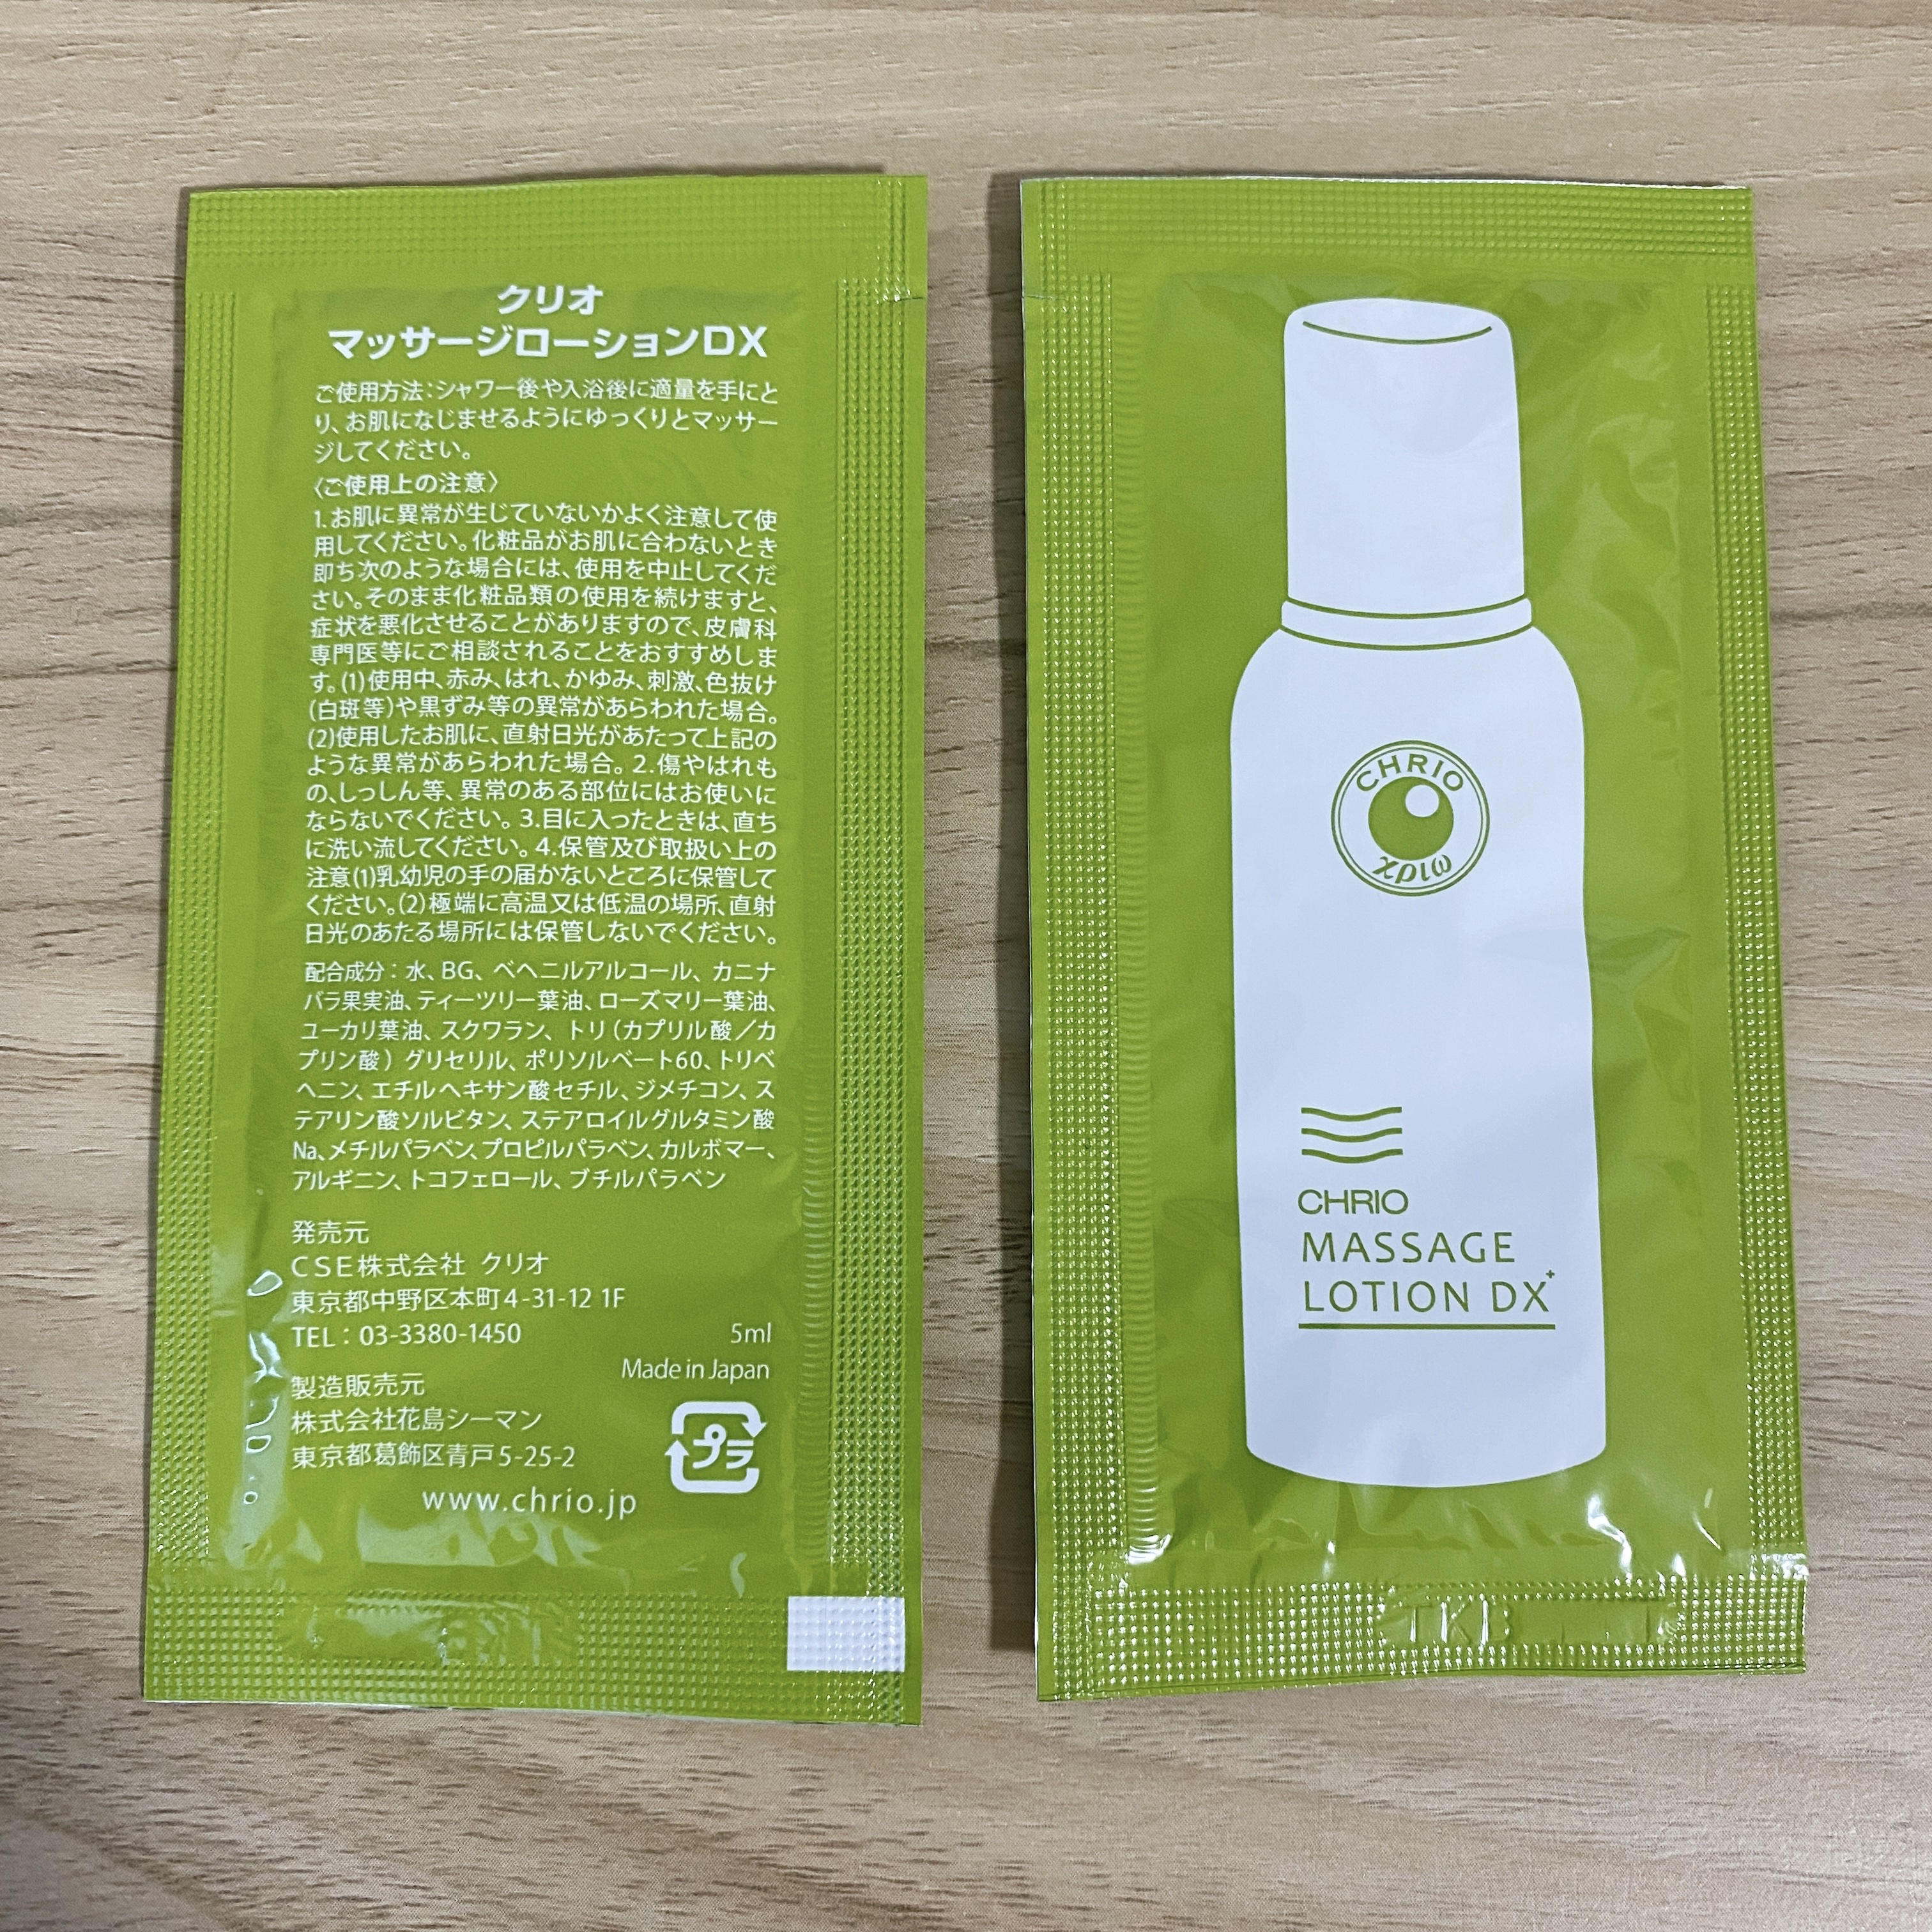 クリオ
マッサージローションDX
ご使用方法:シャワー後や入浴後に適量を手にと
り、お肌になじませるようにゆっくりとマッサー
ジしてください。
〈ご使用上の注意〉
1.お肌に異常が生じていないかよく注意して使
用してください。化粧品がお肌に合わないとき
即ち次のような場合には、使用を中止してくだ
さい。そのまま化粧品類の使用を続けますと、
症状を悪化させることがありますので、皮膚科
専門医等にご相談されることをおすすめしま
す。(1)使用中、赤み、はれ、かゆみ、刺激、色抜け
(白斑等)や黒ずみ等の異常があらわれた場合。
(2)使用したお肌に、直射日光があたって上記の
ような異常があらわれた場合。2.傷やはれも
の、しっしん等、異常のある部位にはお使いに
ならないでください。3.目に入ったときは、直ち
に洗い流してください。4.保管及び取扱い上の
注意(1)乳幼児の手の届かないところに保管して
ください。(2)極端に高温又は低温の場所、直射
日光のあたる場所には保管しないでください。
配合成分:水、BG、ベヘニルアルコール、カニナ
バラ果実油、ティーツリー葉油、ローズマリー葉油、
ユーカリ葉油、スクワラン、トリ(カプリル酸/カ
プリン酸)グリセリル、ポリソルベート60、トリベ
ヘニン、エチルヘキサン酸セチル、ジメチコン、ス
テアリン酸ソルビタン、ステアロイルグルタミン酸
Na、メチルパラベン、プロピルパラベン、カルボマー、
アルギニン、トコフェロール、ブチルパラベン
発売元
CSE株式会社 クリオ
東京都中野区本町4-31-12 1F
TEL:03-3380-1450
5ml
Made in Japan
製造販売元
株式会社花島シーマン
東京都葛飾区青戸5-25-2
プラ
www.chrio.jp
CHRIO
χριω
CHRIO
MASSAGE
LOTION DX+
TKB